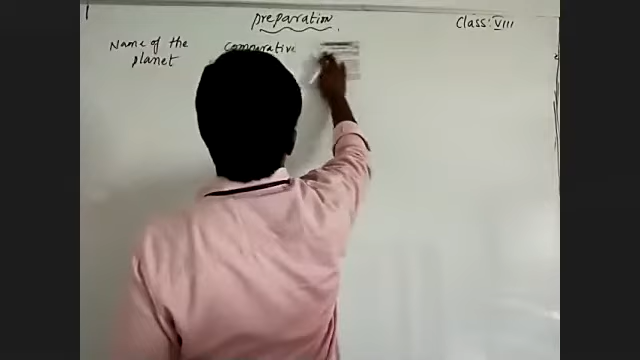 preparation
Class: VIII
Name of the
planet
comparative